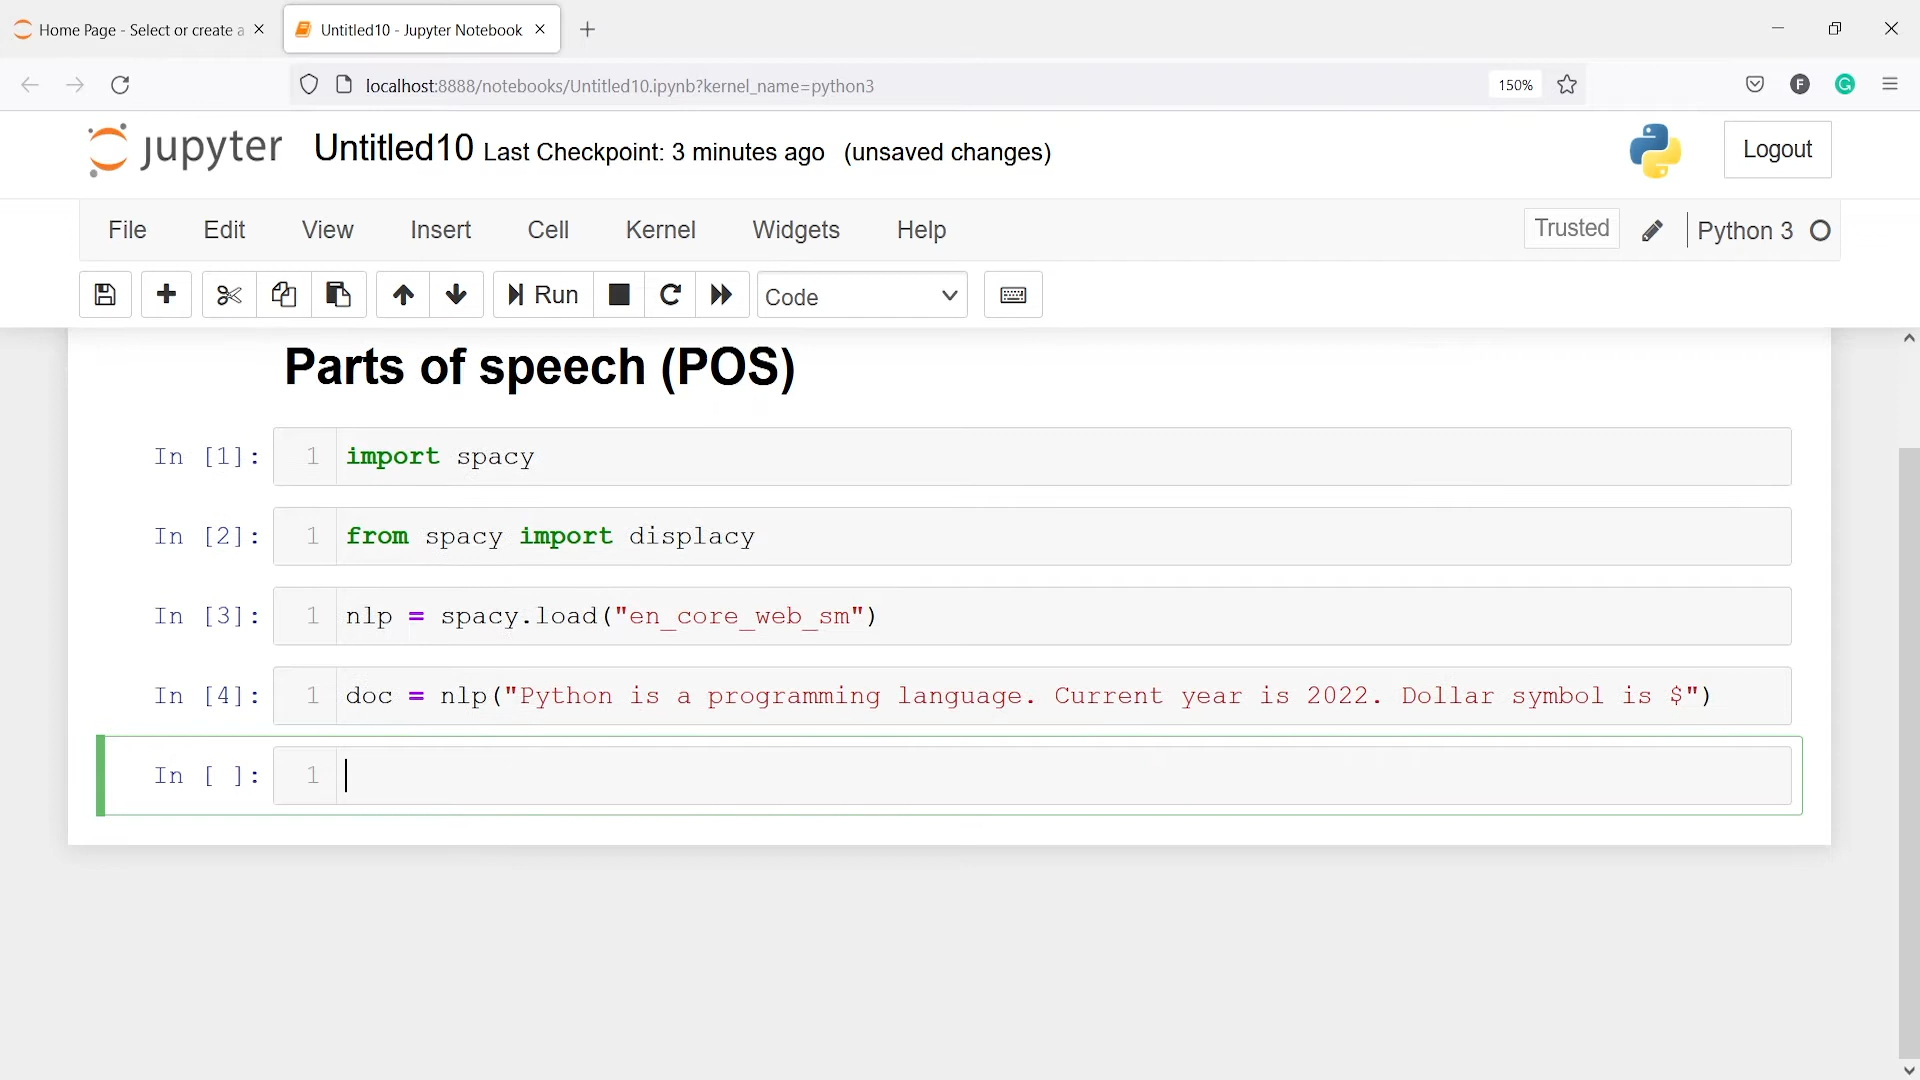 Home Page - Select or create a
Untitled10 - Jupyter Notebook
localhost:8888/notebooks/Untitled10.ipynb?kernel_name=python3
150%
F
G
jupyter Untitled10 Last Checkpoint: 3 minutes ago (unsaved changes)
Logout
File Edit View Insert Cell Kernel Widgets Help
Trusted Python 3
Run Code
Parts of speech (POS)
In [1]: 1 import spacy
In [2]: 1 from spacy import displacy
In [3]: 1 nlp = spacy.load("en_core_web_sm")
In [4]: 1 doc = nlp("Python is a programming language. Current year is 2022. Dollar symbol is $")
In [ ]: 1